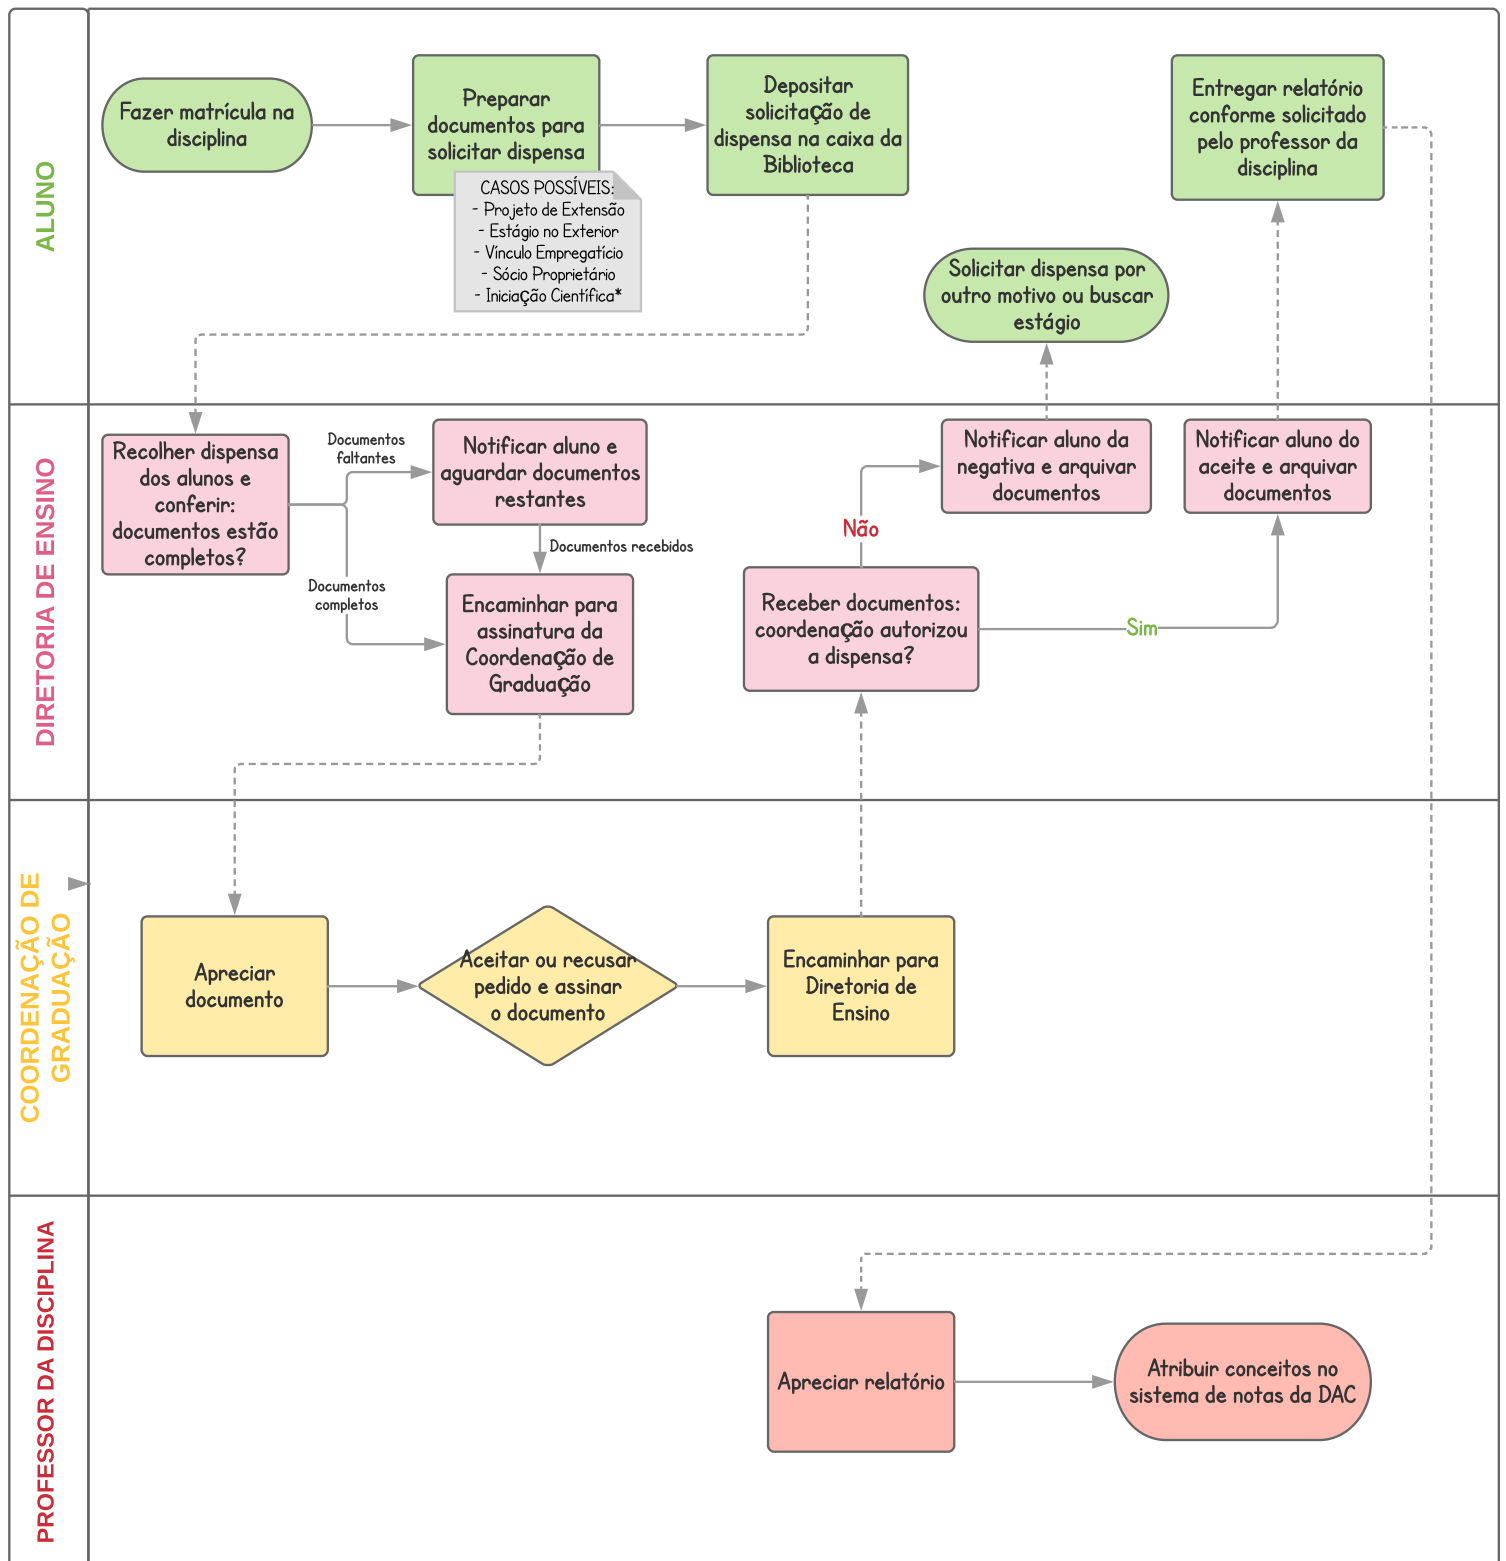 ALUNO
Fazer matrícula na
disciplina
Preparar
documentos para
solicitar dispensa
CASOS POSSÍVEIS:
- Projeto de Extensão
- Estágio no Exterior
- Vínculo Empregatício
- Sócio Proprietário
- Iniciação Científica*
Depositar
solicitação de
dispensa na caixa da
Biblioteca
Solicitar dispensa por
outro motivo ou buscar
estágio
Entregar relatório
conforme solicitado
pelo professor da
disciplina
DIRETORIA DE ENSINO
Recolher dispensa
dos alunos e
conferir:
documentos estão
completos?
Documentos
faltantes
Documentos
completos
Notificar aluno e
aguardar documentos
restantes
Documentos recebidos
Encaminhar para
assinatura da
Coordenação de
Graduação
Receber documentos:
coordenação autorizou
a dispensa?
Não
Notificar aluno da
negativa e arquivar
documentos
Sim
Notificar aluno do
aceite e arquivar
documentos
COORDENAÇÃO DE
GRADUAÇÃO
Apreciar
documento
Aceitar ou recusar
pedido e assinar
o documento
Encaminhar para
Diretoria de
Ensino
PROFESSOR DA DISCIPLINA
Apreciar relatório
Atribuir conceitos no
sistema de notas da DAC